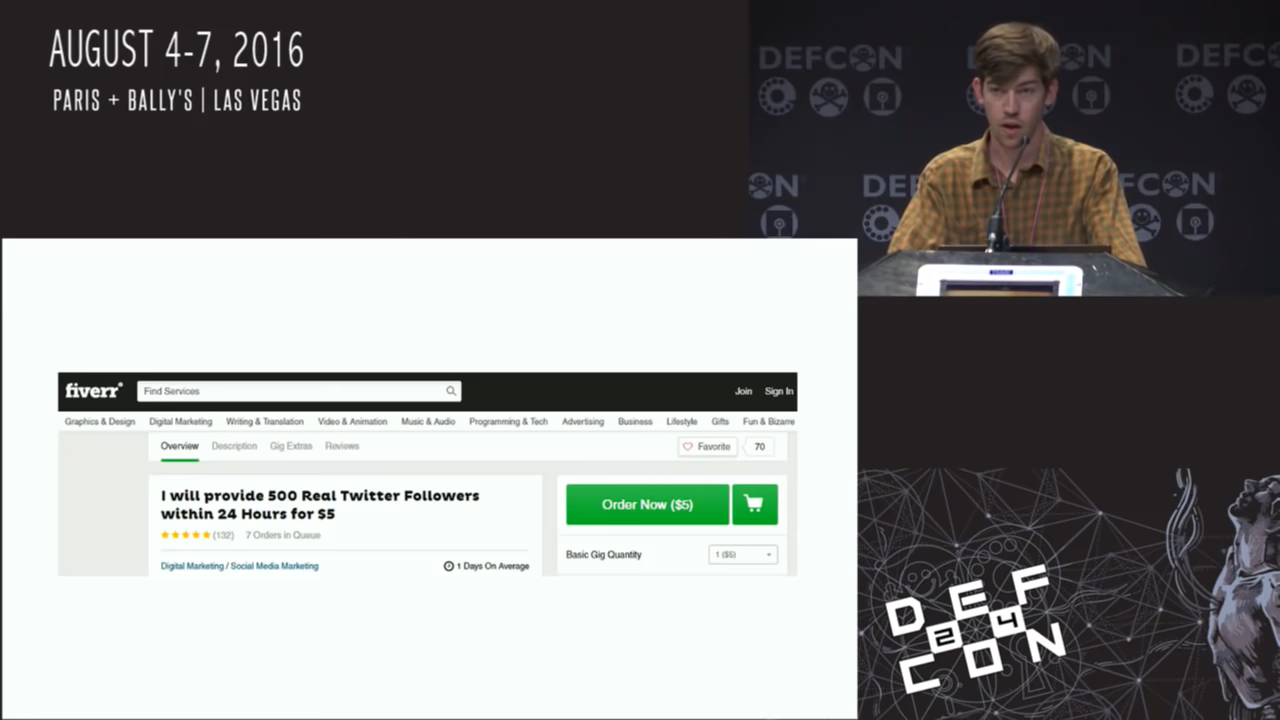 AUGUST 4-7, 2016
PARIS + BALLY'S | LAS VEGAS
DEFCON
fiverr
Find Services
Join
Sign In
Graphics & Design
Digital Marketing
Writing & Translation
Video & Animation
Music & Audio
Programming & Tech
Advertising
Business
Lifestyle
Gifts
Fun & Bizarre
Overview
Description
Gig Extras
Reviews
Favorite
70
I will provide 500 Real Twitter Followers
within 24 Hours for $5
(132)
7 Orders in Queue
Order Now ($5)
Basic Gig Quantity
1 ($5)
Digital Marketing / Social Media Marketing
1 Days On Average
DEF
24
CON